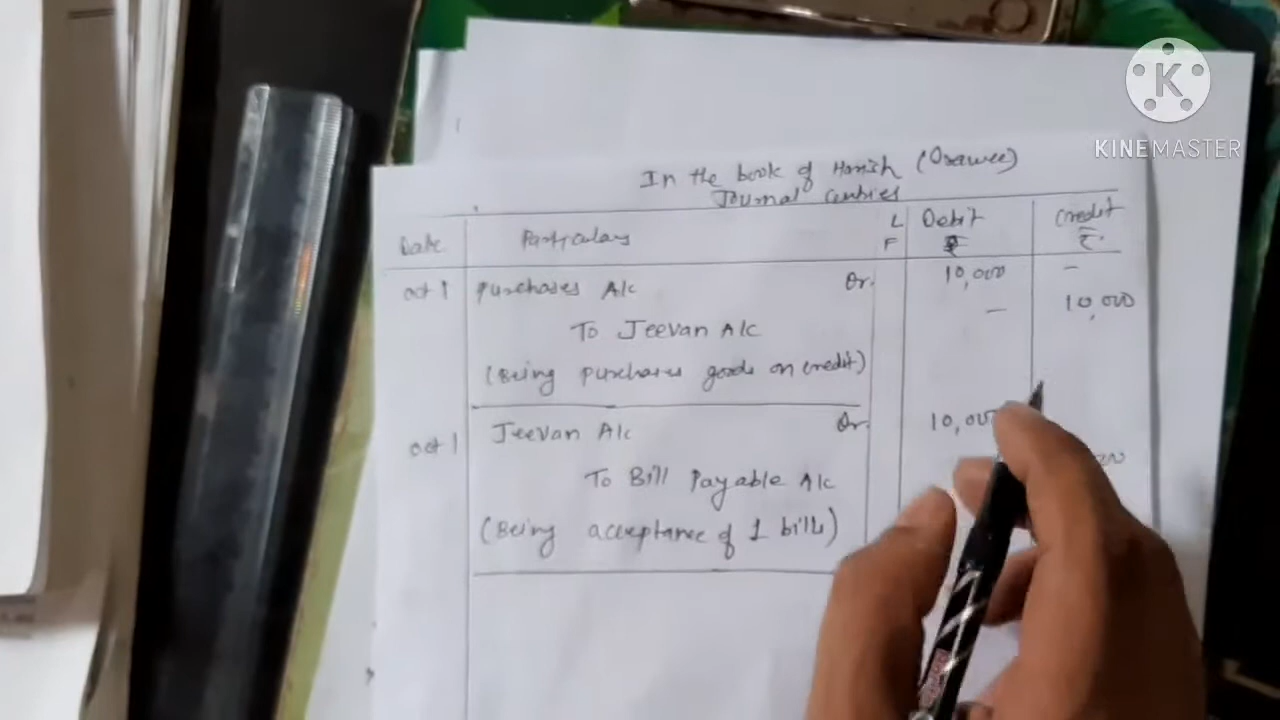 KINEMASTER
In the book of Harish (Drawee)
Journal entries
Date Particulars L F Debit ₹ Credit ₹.
oct 1 Purchases A/c Dr. 10,000 —
To Jeevan A/c — 10,000
(Being purchases goods on credit)
oct 1 Jeevan A/c Dr. 10,000
To Bill Payable A/c
(Being acceptance of 1 bills)